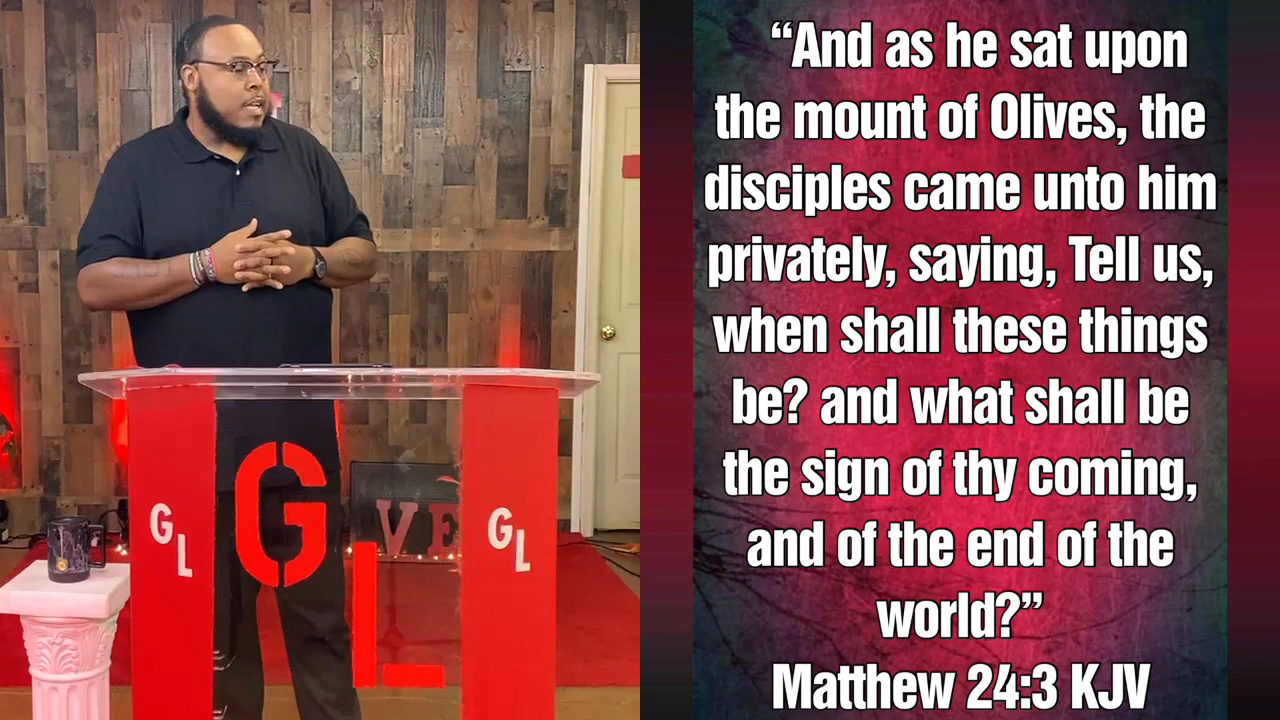 G
L
G
L
VE
G
L
“And as he sat upon
the mount of Olives, the
disciples came unto him
privately, saying, Tell us,
when shall these things
be? and what shall be
the sign of thy coming,
and of the end of the
world?”
Matthew 24:3 KJV